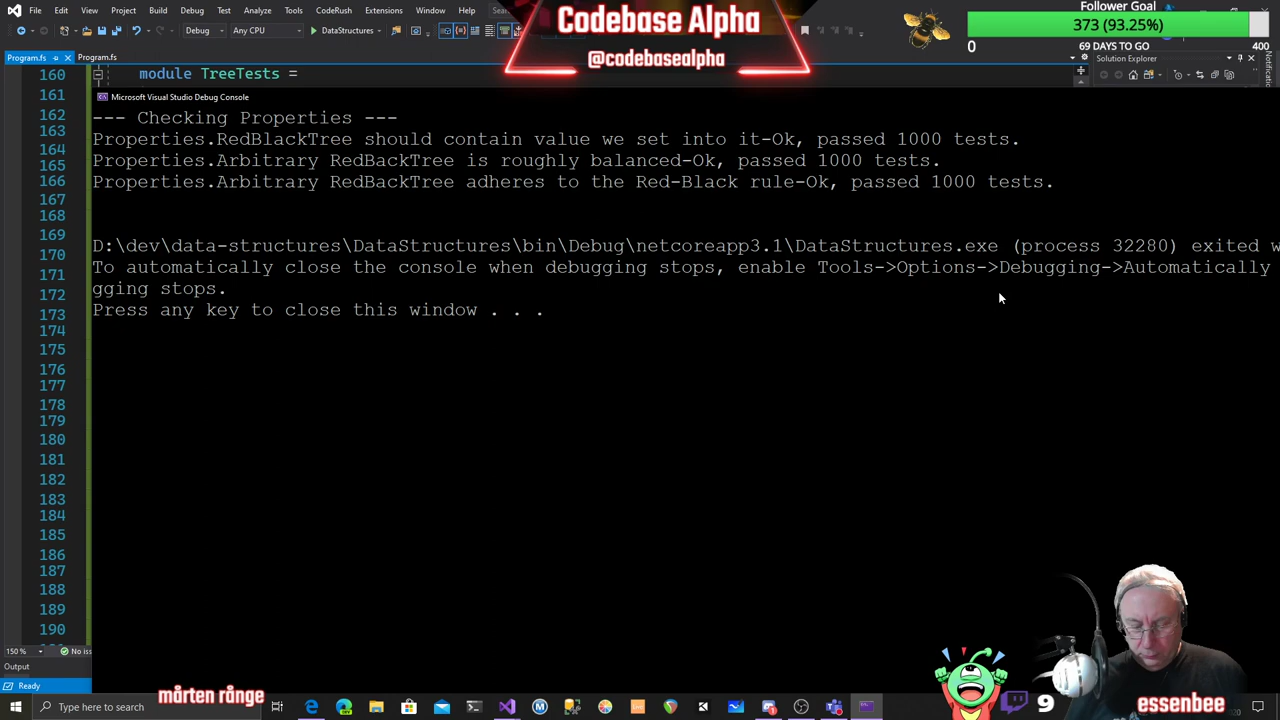 File Edit View Git Project Build Debug Test Analyze Tools CodeRush Extensions Window Help
Codebase Alpha
@codebasealpha
Follower Goal
373 (93.25%)
0 69 DAYS TO GO 400
Debug Any CPU DataStructures
Program.fs Program.fs
Solution Explorer
160 module TreeTests =
161
Microsoft Visual Studio Debug Console
162 --- Checking Properties ---
163 Properties.RedBlackTree should contain value we set into it-Ok, passed 1000 tests.
164 Properties.Arbitrary RedBackTree is roughly balanced-Ok, passed 1000 tests.
165
166 Properties.Arbitrary RedBackTree adheres to the Red-Black rule-Ok, passed 1000 tests.
167
168
169
170 D:\dev\data-structures\DataStructures\bin\Debug\netcoreapp3.1\DataStructures.exe (process 32280) exited w
171 To automatically close the console when debugging stops, enable Tools->Options->Debugging->Automatically
172 gging stops.
173 Press any key to close this window . . .
174
175
176
177
178
179
180
181
182
183
184
185
186
187
188
189
190
150 % No iss
Output
Ready
mårten rånge
Type here to search
9
essenbee